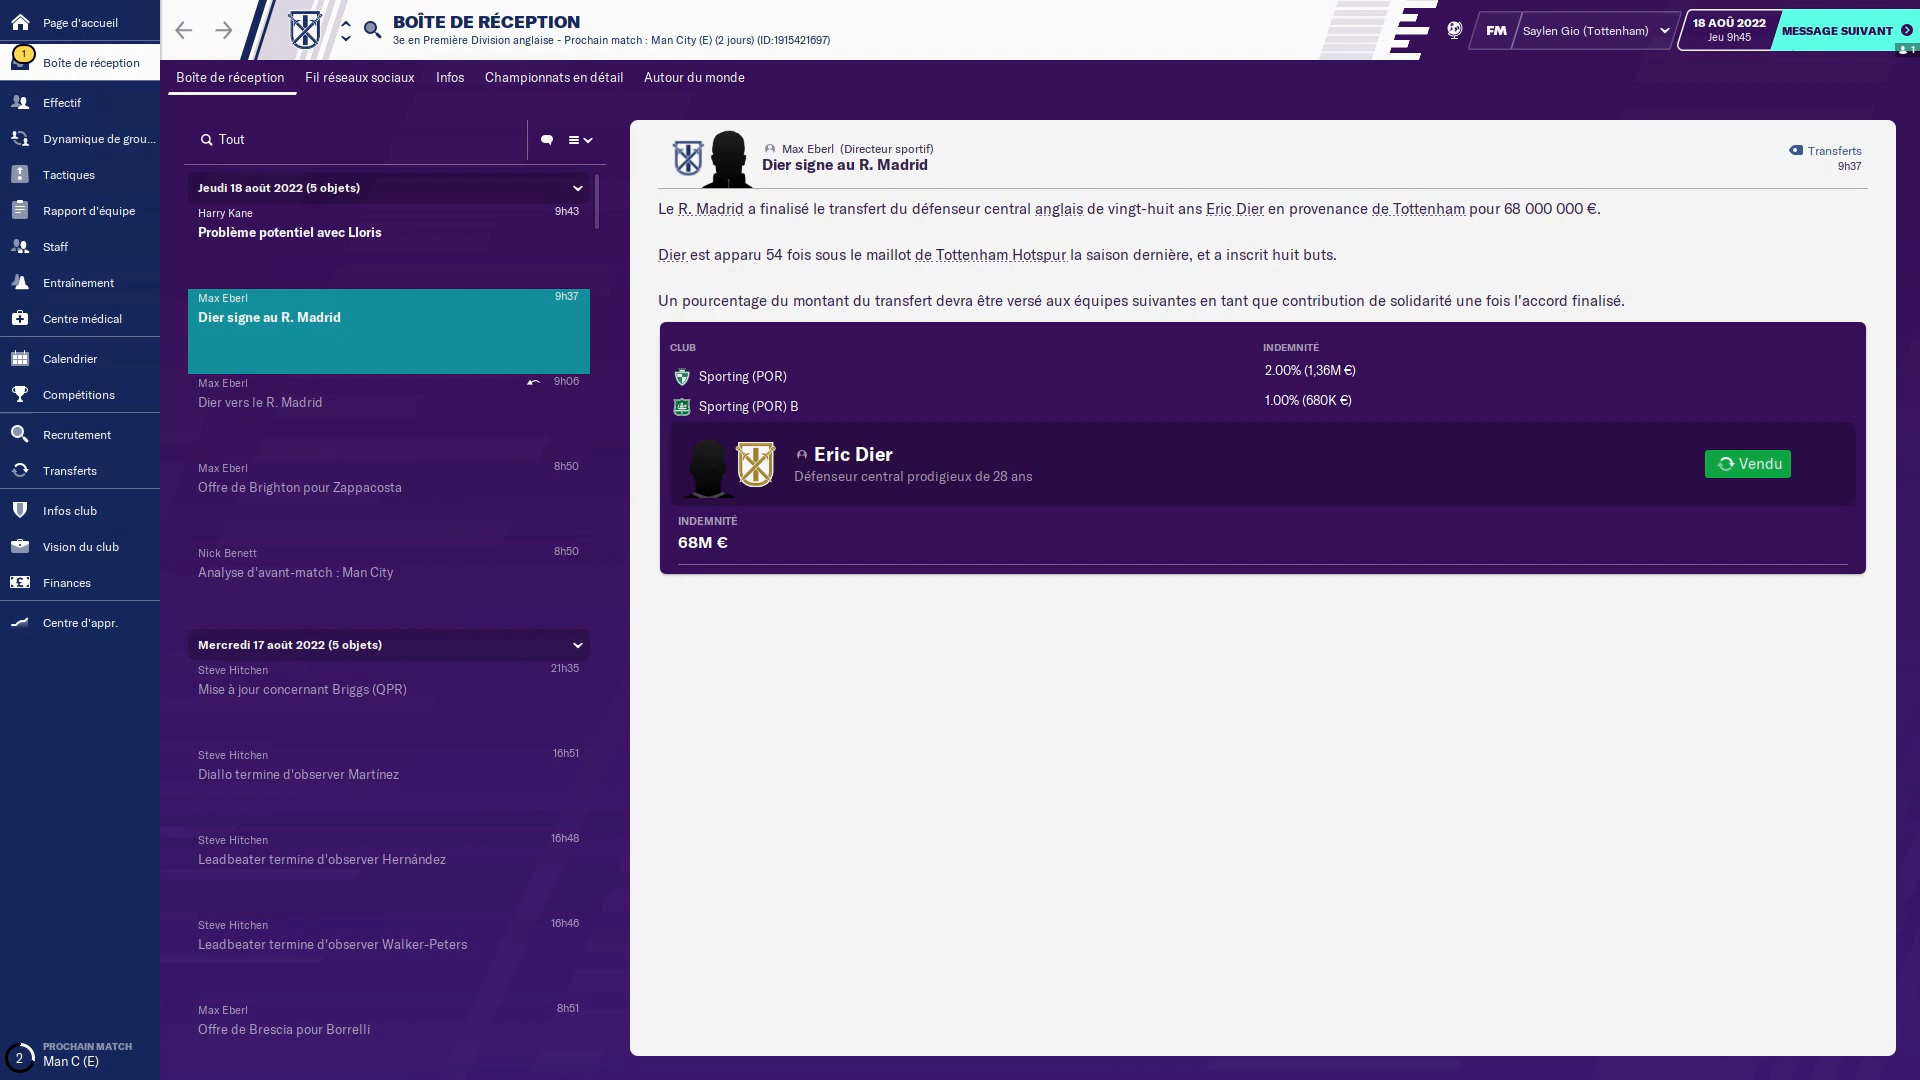 Page d'accueil
1
Boîte de réception
Effectif
Dynamique de grou...
Tactiques
Rapport d'équipe
Staff
Entraînement
Centre médical
Calendrier
Compétitions
Recrutement
Transferts
Infos club
Vision du club
Finances
Centre d'appr.
2
PROCHAIN MATCH
Man C (E)
BOÎTE DE RÉCEPTION
3e en Première Division anglaise - Prochain match : Man City (E) (2 jours) (ID:1915421697)
FM
Saylen Gio (Tottenham)
18 AOÛ 2022
Jeu 9h45
MESSAGE SUIVANT
1
Boîte de réception
Fil réseaux sociaux
Infos
Championnats en détail
Autour du monde
Tout
Jeudi 18 août 2022 (5 objets)
Harry Kane 9h43
Problème potentiel avec Lloris
Max Eberl 9h37
Dier signe au R. Madrid
Max Eberl 9h06
Dier vers le R. Madrid
Max Eberl 8h50
Offre de Brighton pour Zappacosta
Nick Benett 8h50
Analyse d'avant-match : Man City
Mercredi 17 août 2022 (5 objets)
Steve Hitchen 21h35
Mise à jour concernant Briggs (QPR)
Steve Hitchen 16h51
Diallo termine d'observer Martínez
Steve Hitchen 16h48
Leadbeater termine d'observer Hernández
Steve Hitchen 16h46
Leadbeater termine d'observer Walker-Peters
Max Eberl 8h51
Offre de Brescia pour Borrelli
Max Eberl (Directeur sportif)
Dier signe au R. Madrid
Transferts
9h37
Le R. Madrid a finalisé le transfert du défenseur central anglais de vingt-huit ans Eric Dier en provenance de Tottenham pour 68 000 000 €.
Dier est apparu 54 fois sous le maillot de Tottenham Hotspur la saison dernière, et a inscrit huit buts.
Un pourcentage du montant du transfert devra être versé aux équipes suivantes en tant que contribution de solidarité une fois l'accord finalisé.
CLUB INDEMNITÉ
Sporting (POR) 2.00% (1,36M €)
Sporting (POR) B 1.00% (680K €)
Eric Dier
Défenseur central prodigieux de 28 ans
Vendu
INDEMNITÉ
68M €